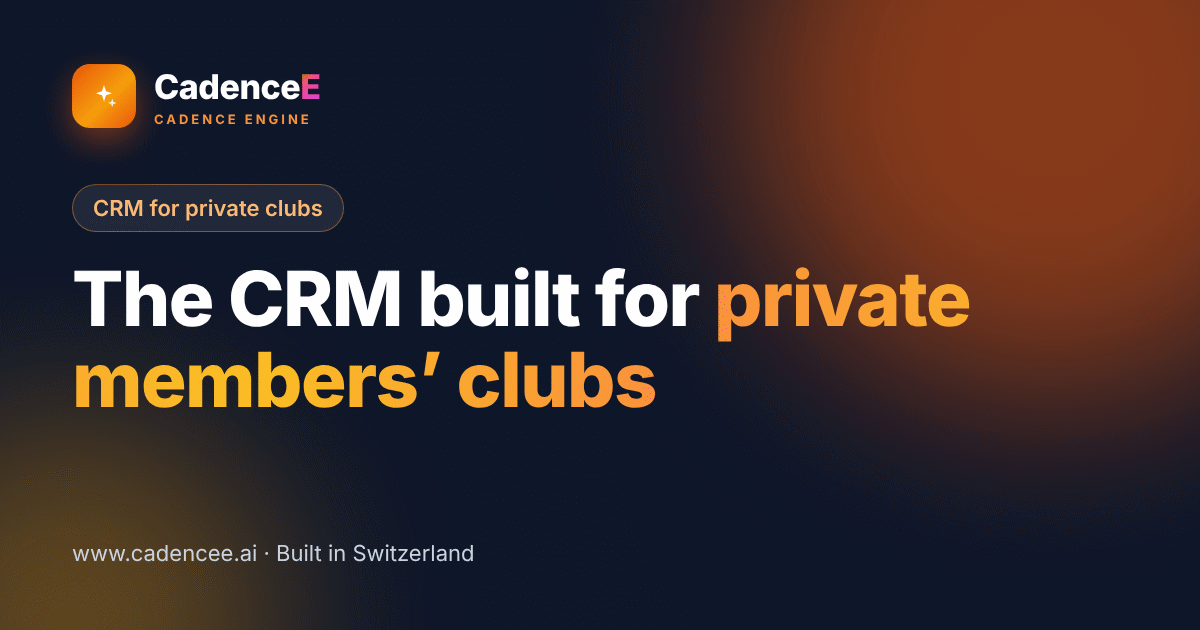 CadenceE
CADENCE ENGINE
CRM for private clubs
The CRM built for private
members’ clubs
www.cadencee.ai · Built in Switzerland